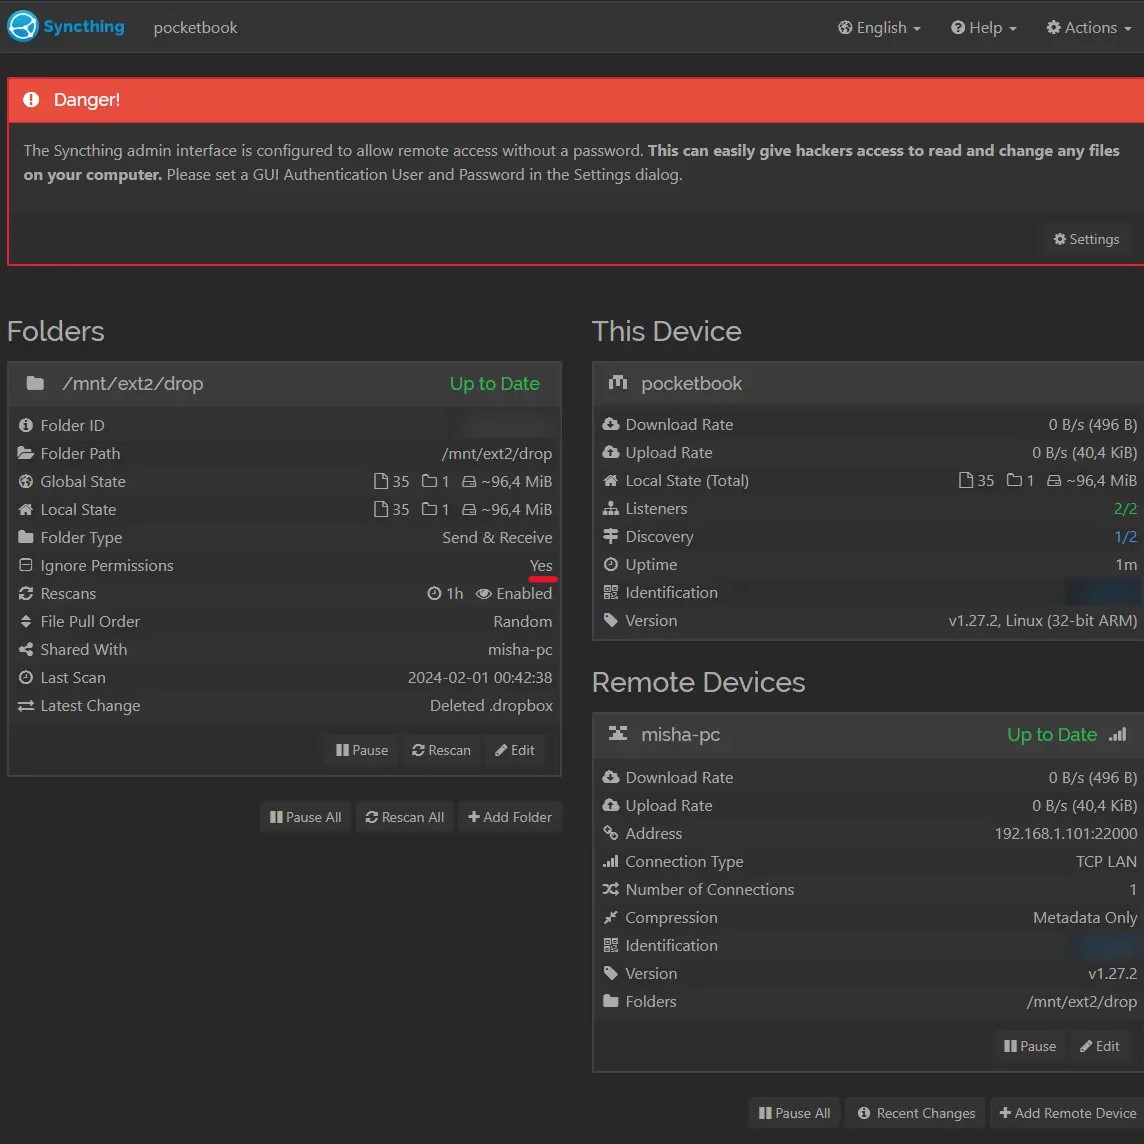 Syncthing pocketbook English Help Actions
Danger!
The Syncthing admin interface is configured to allow remote access without a password. This can easily give hackers access to read and change any files
on your computer. Please set a GUI Authentication User and Password in the Settings dialog.
Settings
Folders
/mnt/ext2/drop Up to Date
Folder ID
Folder Path /mnt/ext2/drop
Global State 35 1 ~96,4 MiB
Local State 35 1 ~96,4 MiB
Folder Type Send & Receive
Ignore Permissions Yes
Rescans 1h Enabled
File Pull Order Random
Shared With misha-pc
Last Scan 2024-02-01 00:42:38
Latest Change Deleted .dropbox
Pause Rescan Edit
Pause All Rescan All Add Folder
This Device
pocketbook
Download Rate 0 B/s (496 B)
Upload Rate 0 B/s (40,4 KiB)
Local State (Total) 35 1 ~96,4 MiB
Listeners 2/2
Discovery 1/2
Uptime 1m
Identification
Version v1.27.2, Linux (32-bit ARM)
Remote Devices
misha-pc Up to Date
Download Rate 0 B/s (496 B)
Upload Rate 0 B/s (40,4 KiB)
Address 192.168.1.101:22000
Connection Type TCP LAN
Number of Connections 1
Compression Metadata Only
Identification
Version v1.27.2
Folders /mnt/ext2/drop
Pause Edit
Pause All Recent Changes Add Remote Device